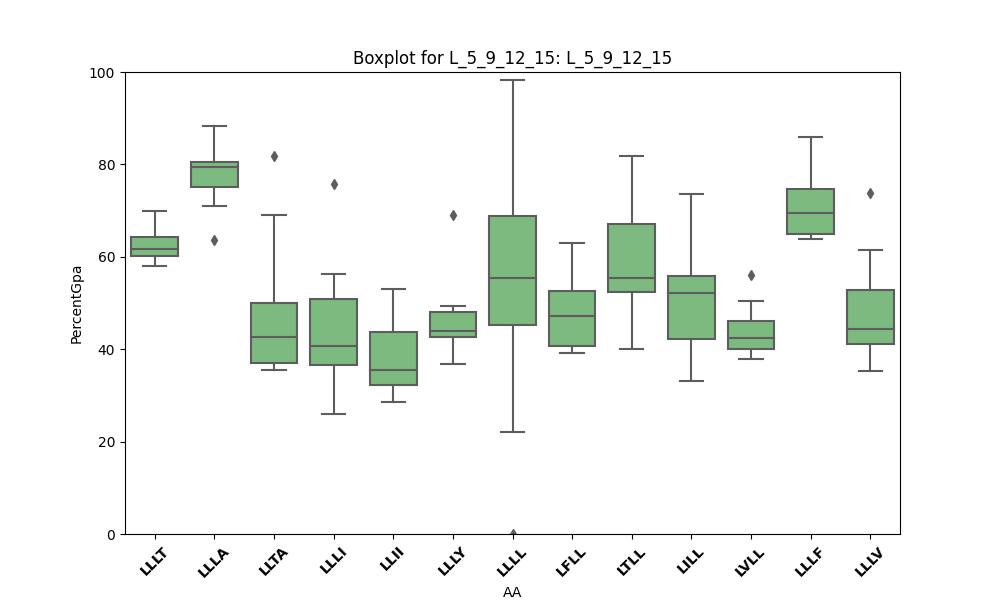 Boxplot for L_5_9_12_15: L_5_9_12_15
PercentGpa
100
80
60
40
20
0
LLLT LLLA LLTA LLLI LLII LLLY LLLL LFLL LTLL LILL LVLL LLLF LLLV
AA